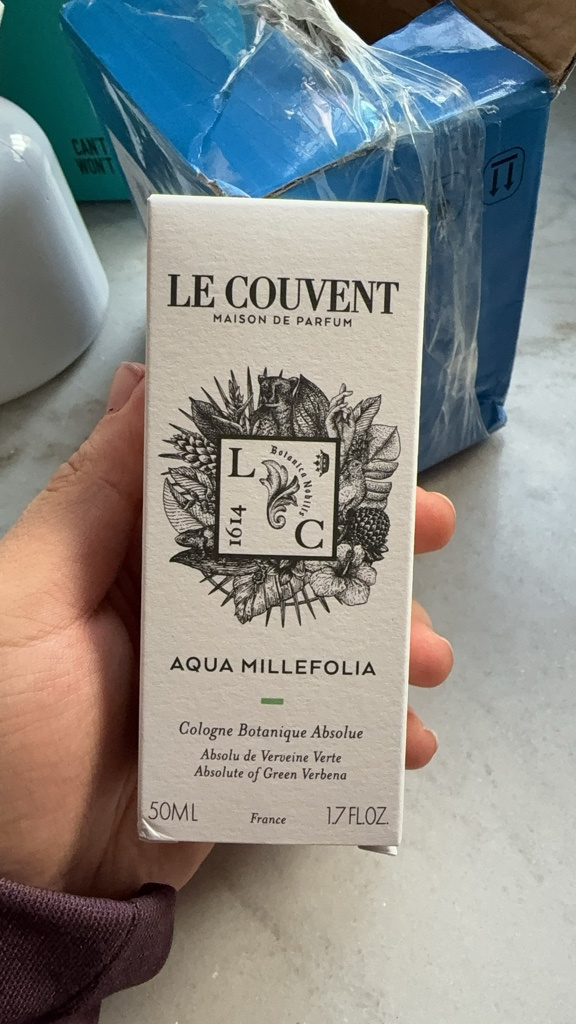 CAN'T
WON'T
LE COUVENT
MAISON DE PARFUM
L
Botanica Nobilis
1614
C
AQUA MILLEFOLIA
Cologne Botanique Absolue
Absolu de Verveine Verte
Absolute of Green Verbena
50ML
France
1.7 FL.OZ.